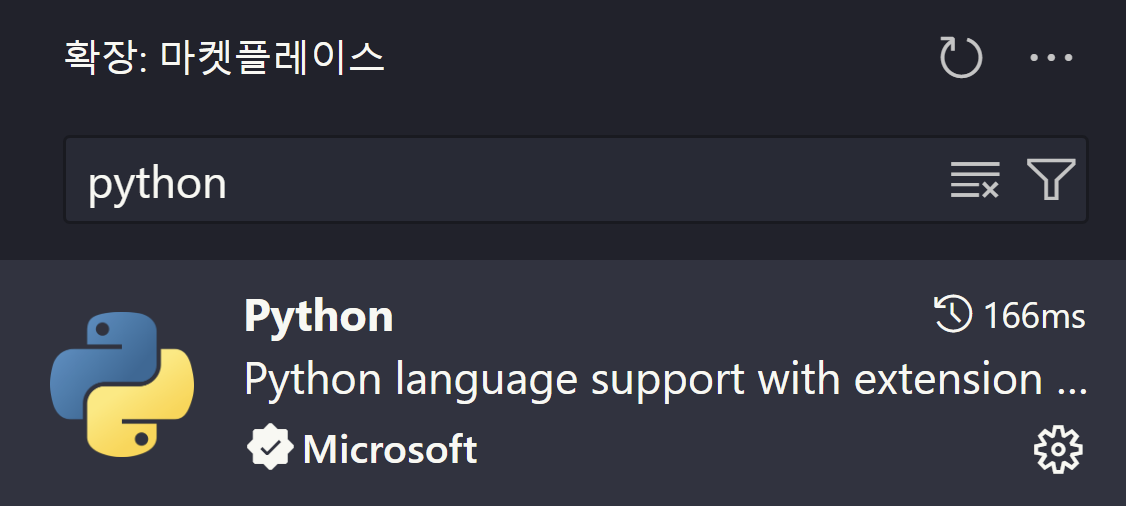 확장: 마켓플레이스
python
Python
166ms
Python language support with extension ...
Microsoft